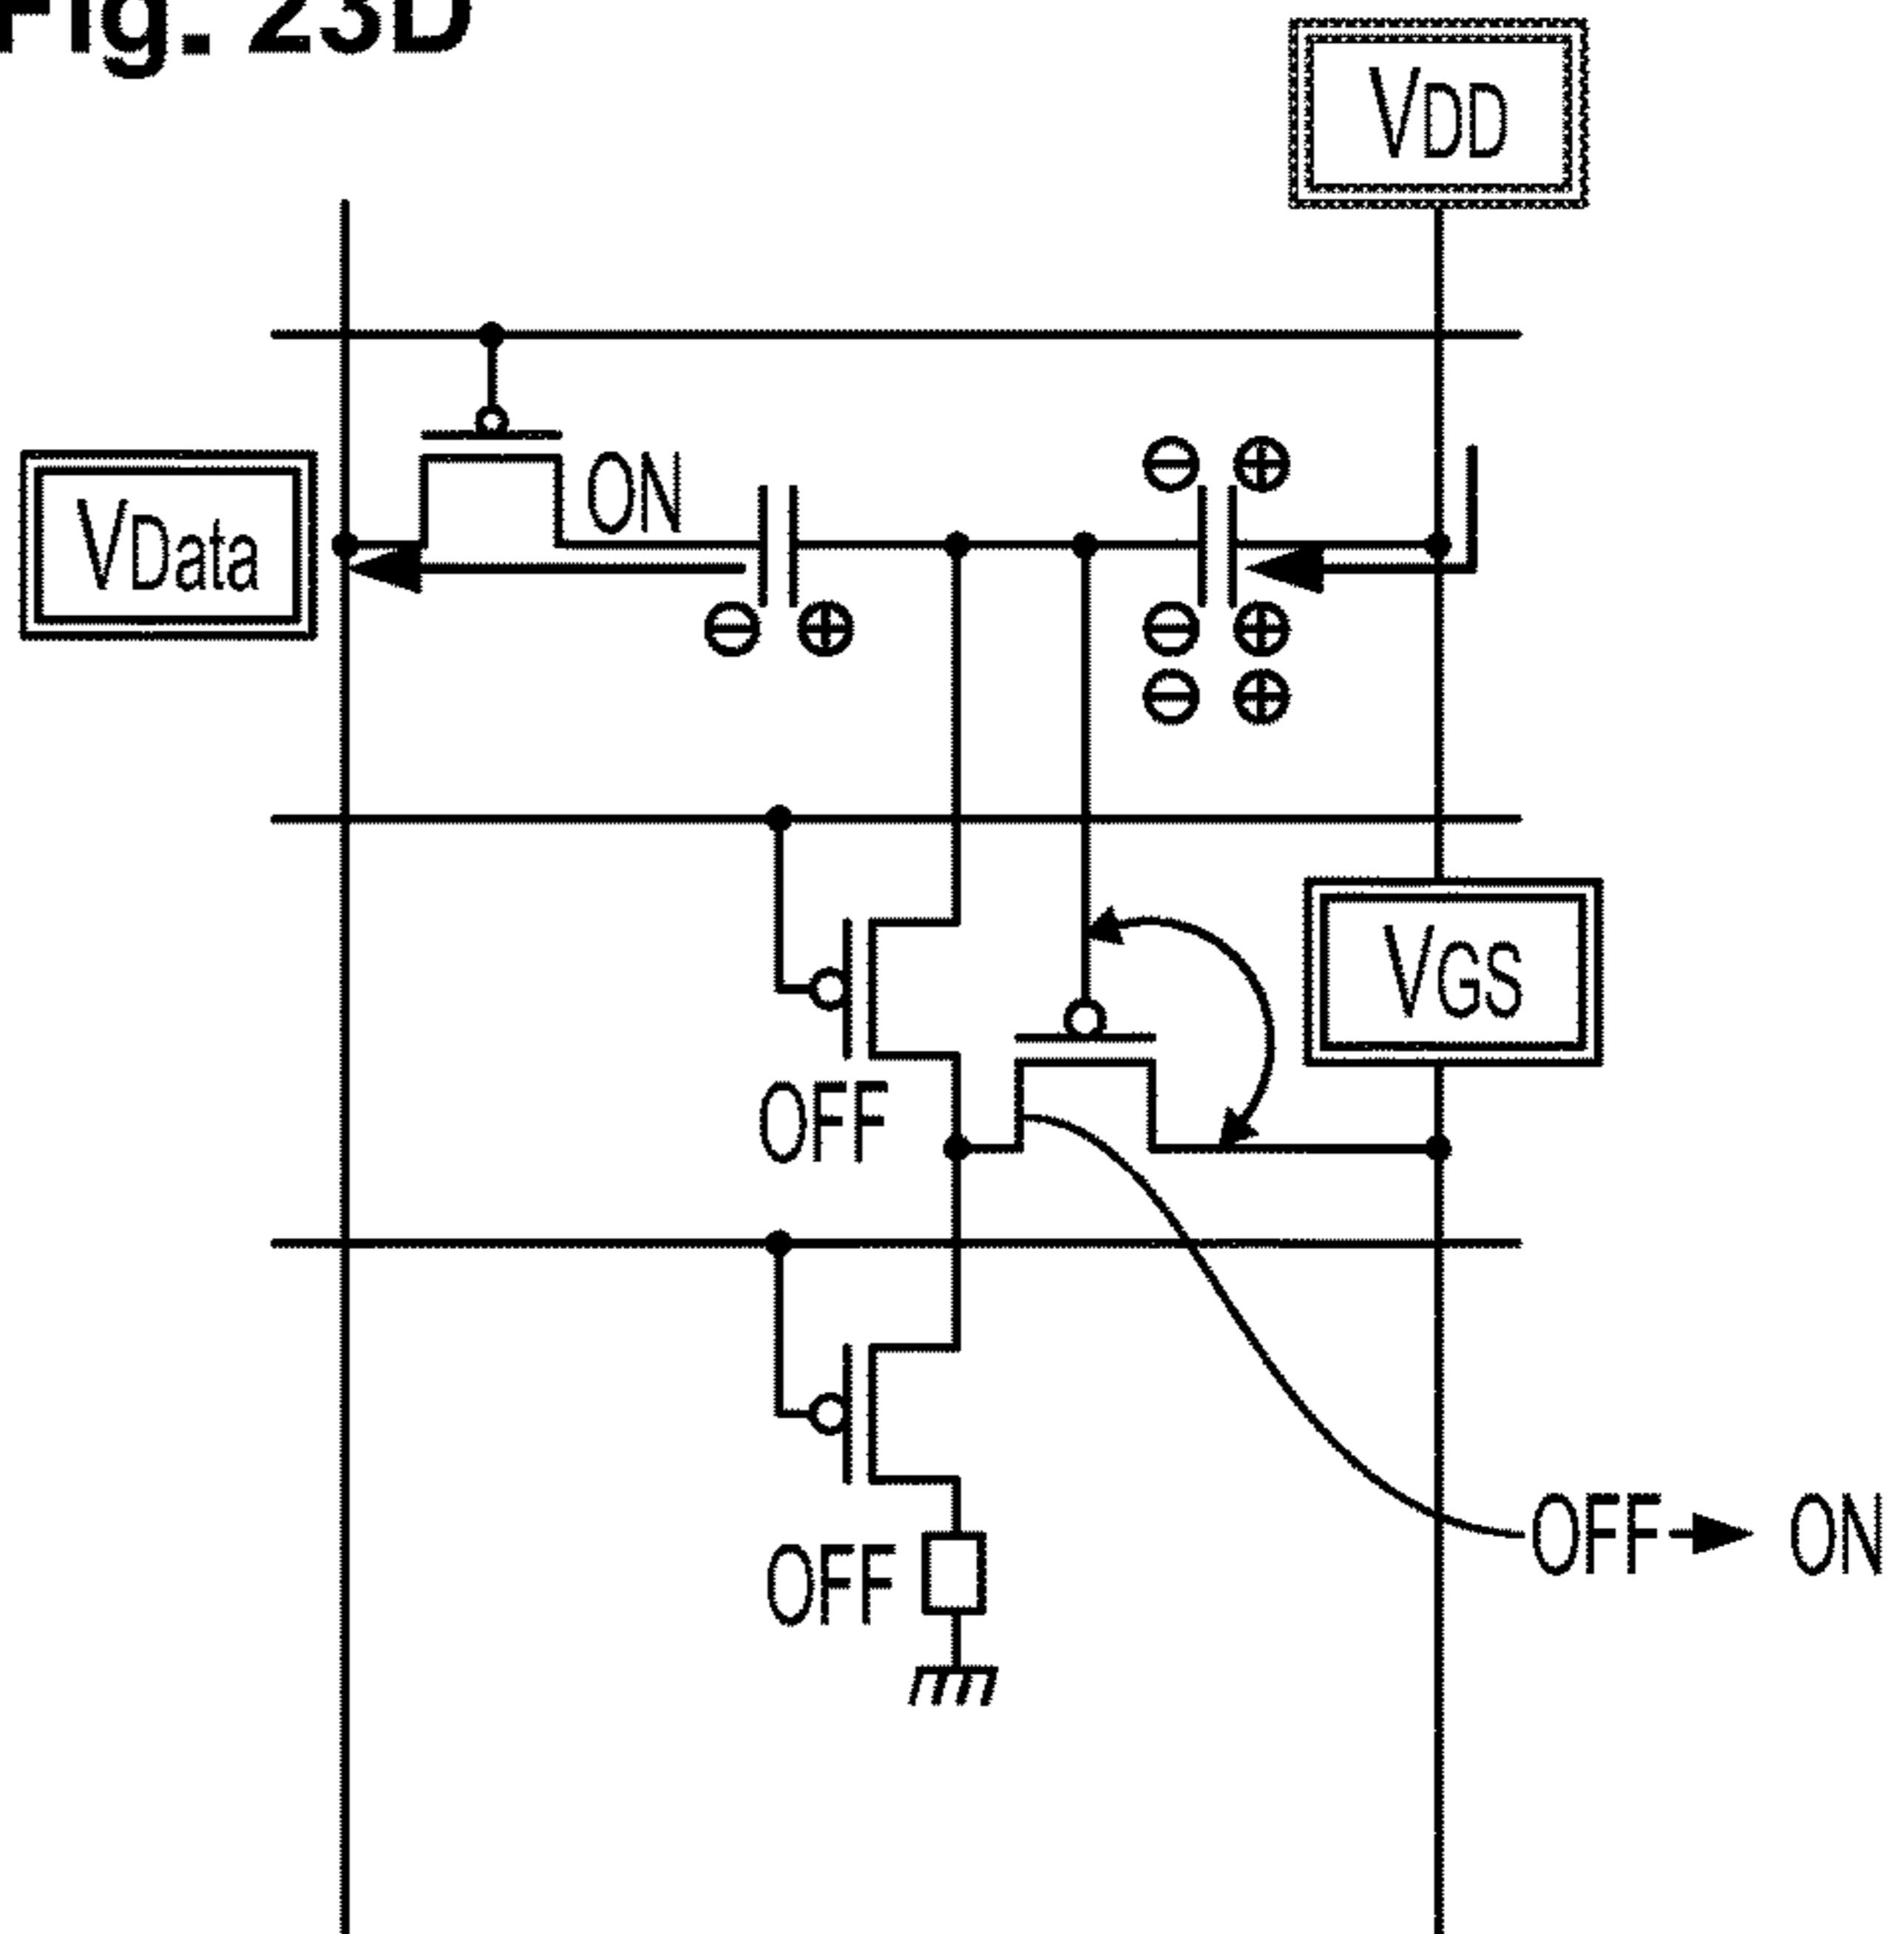 Fig. 23D
VDD
ON
VData
VGS
OFF
OFF
OFF → ON